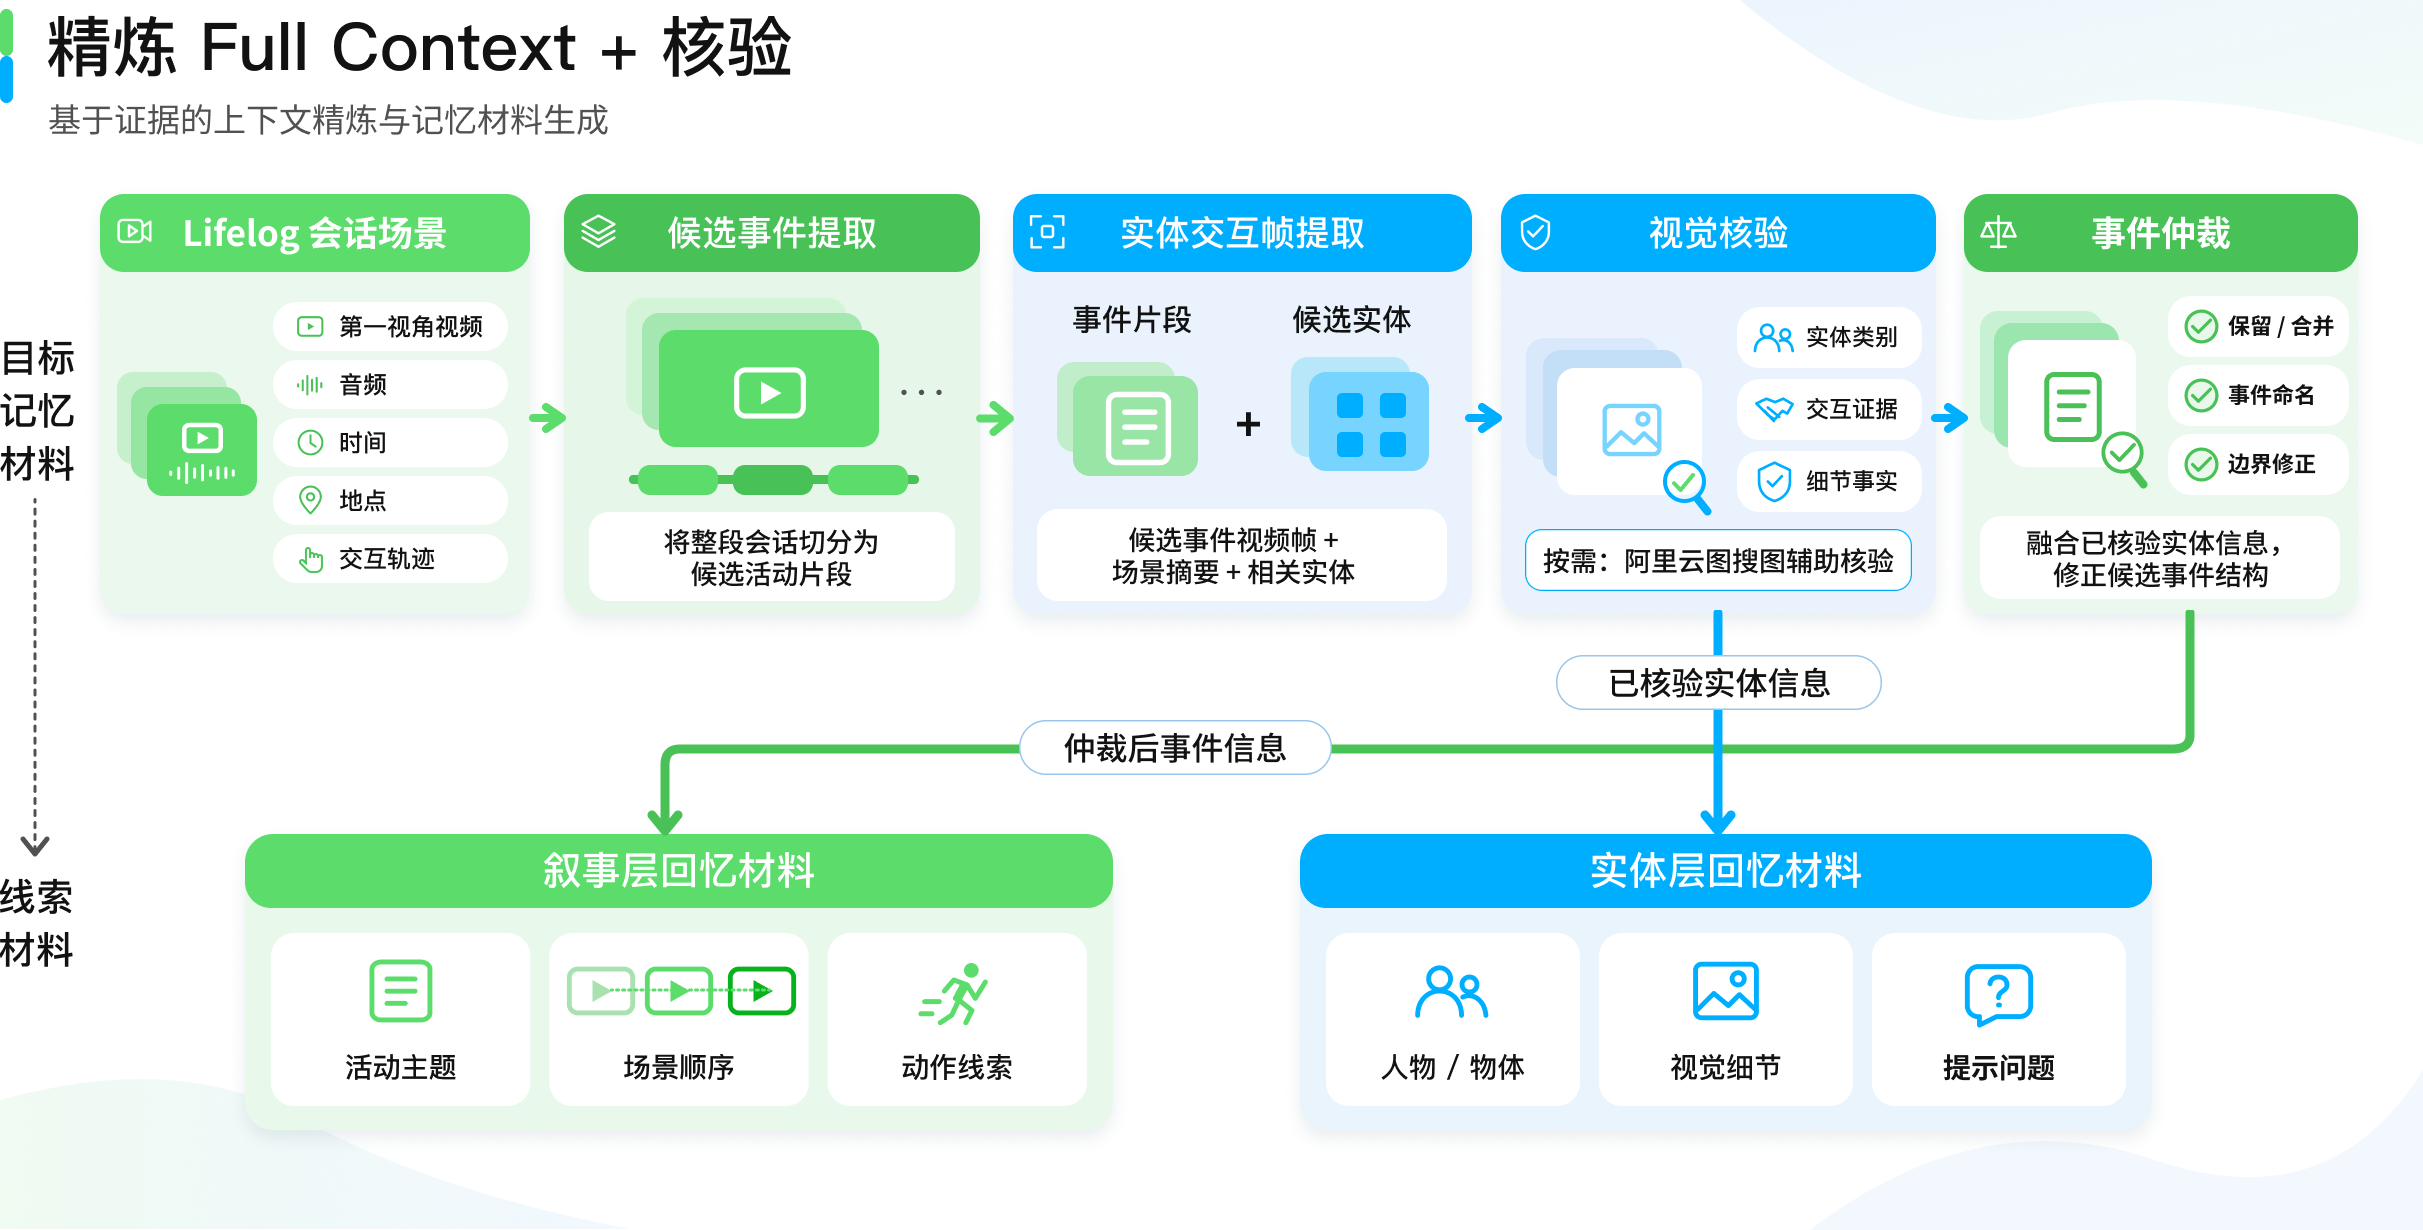 精炼 Full Context + 核验
基于证据的上下文精炼与记忆材料生成
目标
记忆
材料
线索
材料
Lifelog 会话场景
第一视角视频
音频
时间
地点
交互轨迹
候选事件提取
...
将整段会话切分为
候选活动片段
实体交互帧提取
事件片段
+
候选实体
候选事件视频帧 +
场景摘要 + 相关实体
视觉核验
实体类别
交互证据
细节事实
按需：阿里云图搜图辅助核验
事件仲裁
保留 / 合并
事件命名
边界修正
融合已核验实体信息，
修正候选事件结构
已核验实体信息
仲裁后事件信息
叙事层回忆材料
活动主题
场景顺序
动作线索
实体层回忆材料
人物 / 物体
视觉细节
提示问题